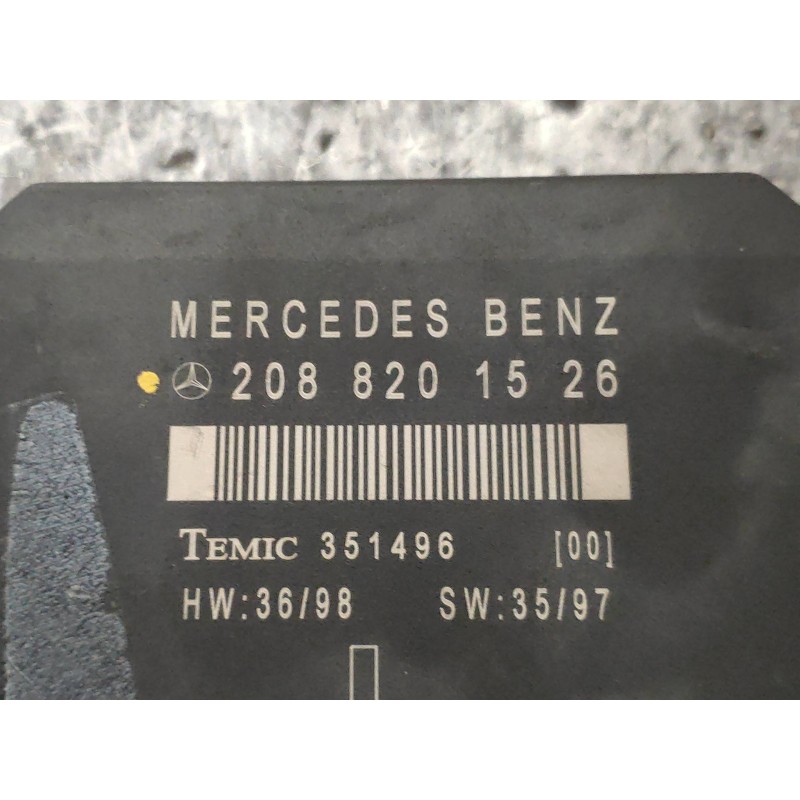 MERCEDES BENZ
208 820 15 26
TEMIC 351496 [00]
HW:36/98 SW:35/97